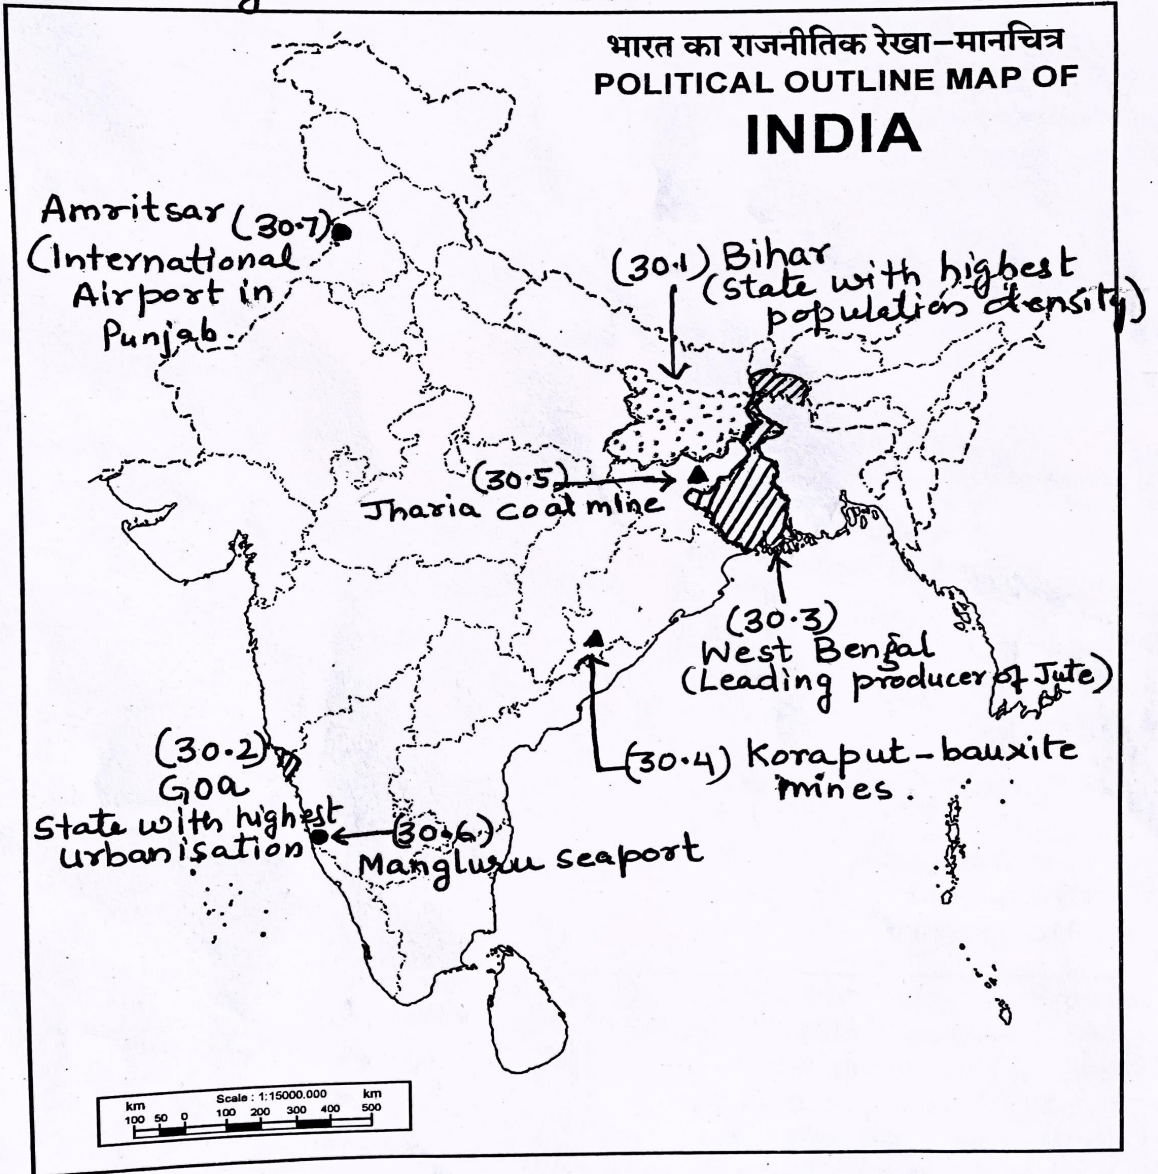 भारत का राजनीतिक रेखा–मानचित्र
POLITICAL OUTLINE MAP OF
INDIA
Amritsar (30.7)
(International
Airport in
Punjab.
(30.1) Bihar
(State with highest
population density)
(30.5)
Jharia coal mine
(30.3)
West Bengal
(Leading producer of Jute)
(30.4) Koraput-bauxite
mines.
(30.2)
Goa
State with highest
urbanisation
(30.6)
Mangluru seaport
Scale : 1:15000.000
km km
100 50 0 100 200 300 400 500